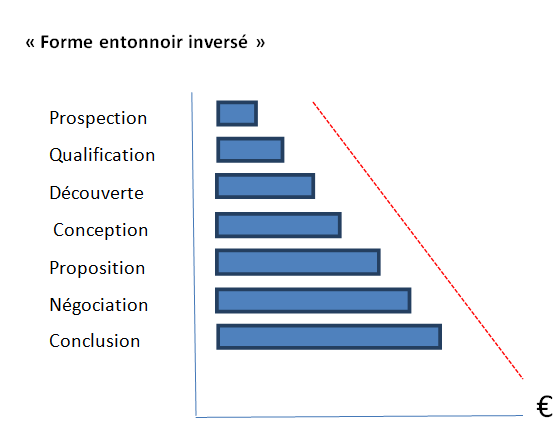 « Forme entonnoir inversé »
Prospection
Qualification
Découverte
Conception
Proposition
Négociation
Conclusion
€